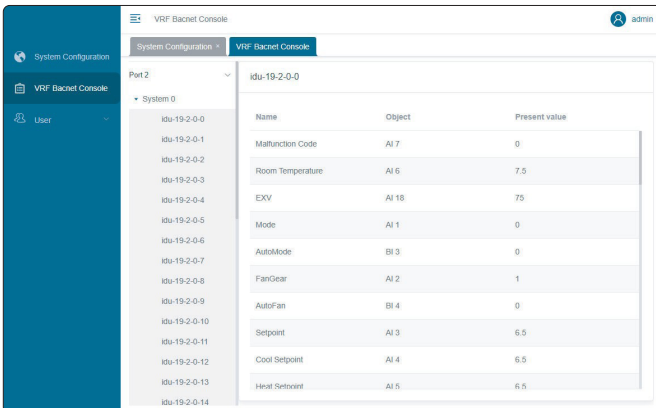 VRF Bacnet Console
admin
System Configuration ×
VRF Bacnet Console
System Configuration
VRF Bacnet Console
User
Port 2
System 0
idu-19-2-0-0
idu-19-2-0-1
idu-19-2-0-2
idu-19-2-0-3
idu-19-2-0-4
idu-19-2-0-5
idu-19-2-0-6
idu-19-2-0-7
idu-19-2-0-8
idu-19-2-0-9
idu-19-2-0-10
idu-19-2-0-11
idu-19-2-0-12
idu-19-2-0-13
idu-19-2-0-14
idu-19-2-0-0
Name Object Present value
Malfunction Code AI 7 0
Room Temperature AI 6 7.5
EXV AI 18 75
Mode AI 1 0
AutoMode BI 3 0
FanGear AI 2 1
AutoFan BI 4 0
Setpoint AI 3 6.5
Cool Setpoint AI 4 6.5
Heat Setpoint AI 5 6.5